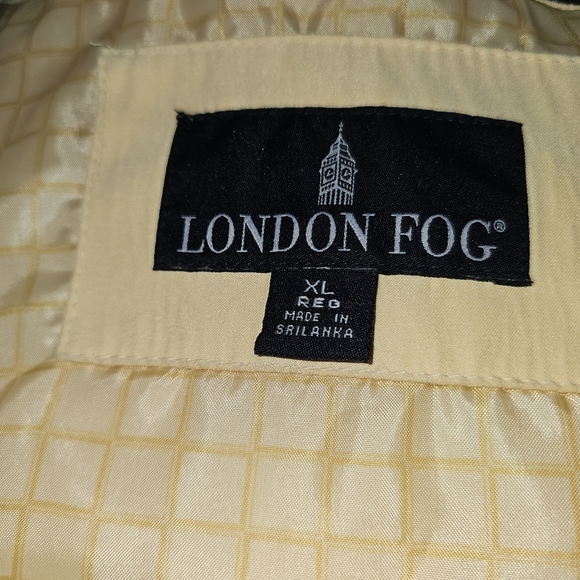 LONDON FOG®
XL
REG
MADE IN
SRILANKA